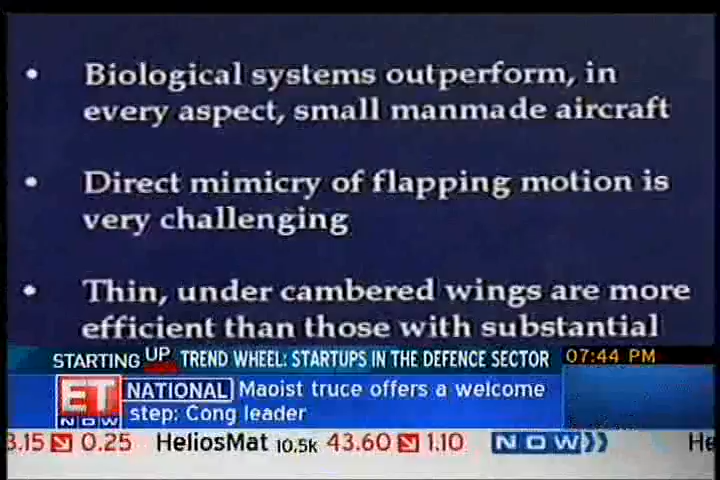 • Biological systems outperform, in
every aspect, small manmade aircraft
• Direct mimicry of flapping motion is
very challenging
• Thin, under cambered wings are more
efficient than those with substantial
STARTING UP TREND WHEEL: STARTUPS IN THE DEFENCE SECTOR 07:44 PM
ET NOW
NATIONAL Maoist truce offers a welcome
step: Cong leader
3.15 0.25 HeliosMat 10.5K 43.60 1.10 NOW He